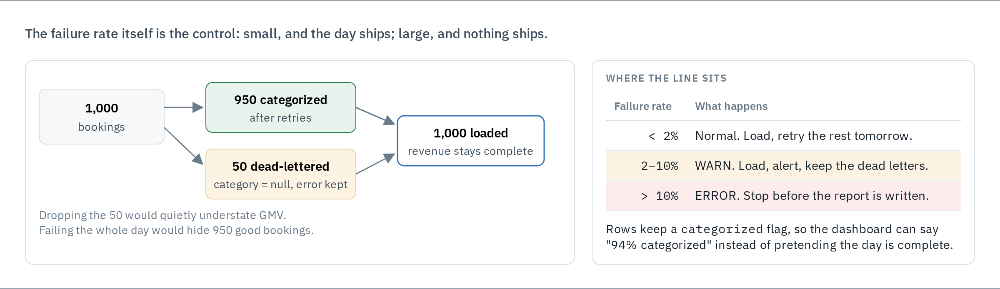 The failure rate itself is the control: small, and the day ships; large, and nothing ships.
1,000
bookings
950 categorized
after retries
50 dead-lettered
category = null, error kept
1,000 loaded
revenue stays complete
Dropping the 50 would quietly understate GMV.
Failing the whole day would hide 950 good bookings.
WHERE THE LINE SITS
Failure rate What happens
< 2% Normal. Load, retry the rest tomorrow.
2–10% WARN. Load, alert, keep the dead letters.
> 10% ERROR. Stop before the report is written.
Rows keep a categorized flag, so the dashboard can say
"94% categorized" instead of pretending the day is complete.